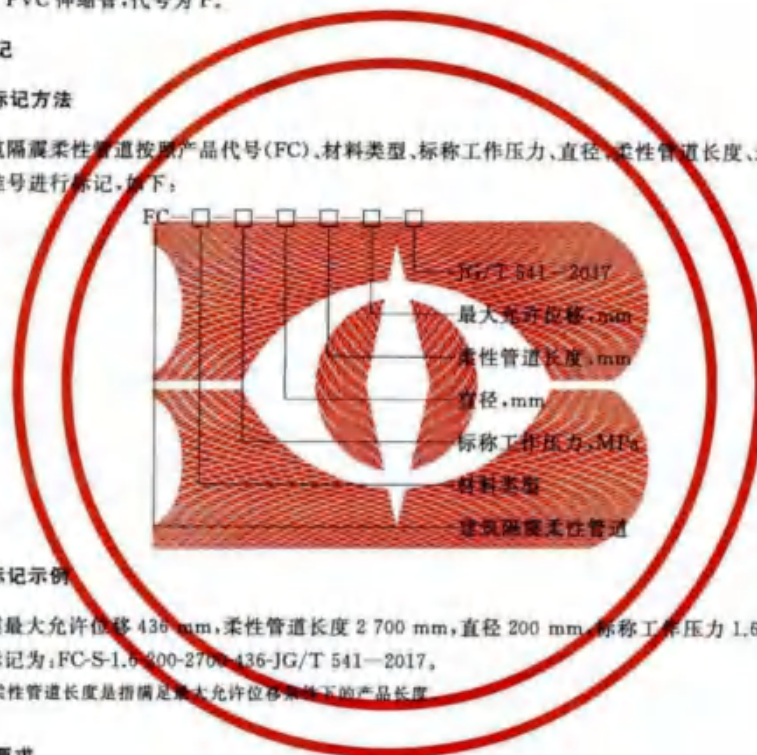 PVC伸缩管,代号为P。
记
标记方法
隔震柔性管道按照产品代号(FC)、材料类型、标称工作压力、直径、柔性管道长度、
准号进行标记,如下:
FC-□-□-□-□-□-□
JG/T 541—2017
最大允许位移,mm
柔性管道长度,mm
直径,mm
标称工作压力,MPa
材料类型
建筑隔震柔性管道
标记示例
最大允许位移 436 mm,柔性管道长度 2 700 mm,直径 200 mm,标称工作压力 1.6
标记为:FC-S-1.6-200-2700-436-JG/T 541—2017。
柔性管道长度是指满足最大允许位移条件下的产品长度
要求